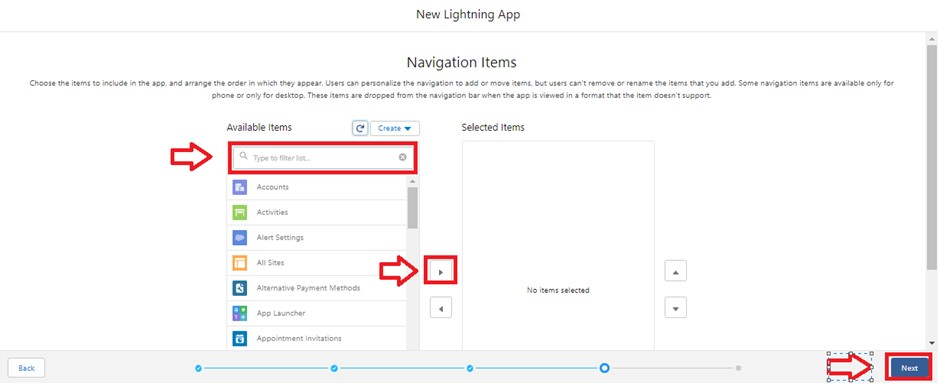 New Lightning App
Navigation Items
Choose the items to include in the app, and arrange the order in which they appear. Users can personalize the navigation to add or move items, but users can't remove or rename the items that you add. Some navigation items are available only for
phone or only for desktop. These items are dropped from the navigation bar when the app is viewed in a format that the item doesn't support.
Available Items
Create
Selected Items
Type to filter list...
Accounts
Activities
Alert Settings
All Sites
Alternative Payment Methods
App Launcher
Appointment Invitations
No items selected
Back
Next